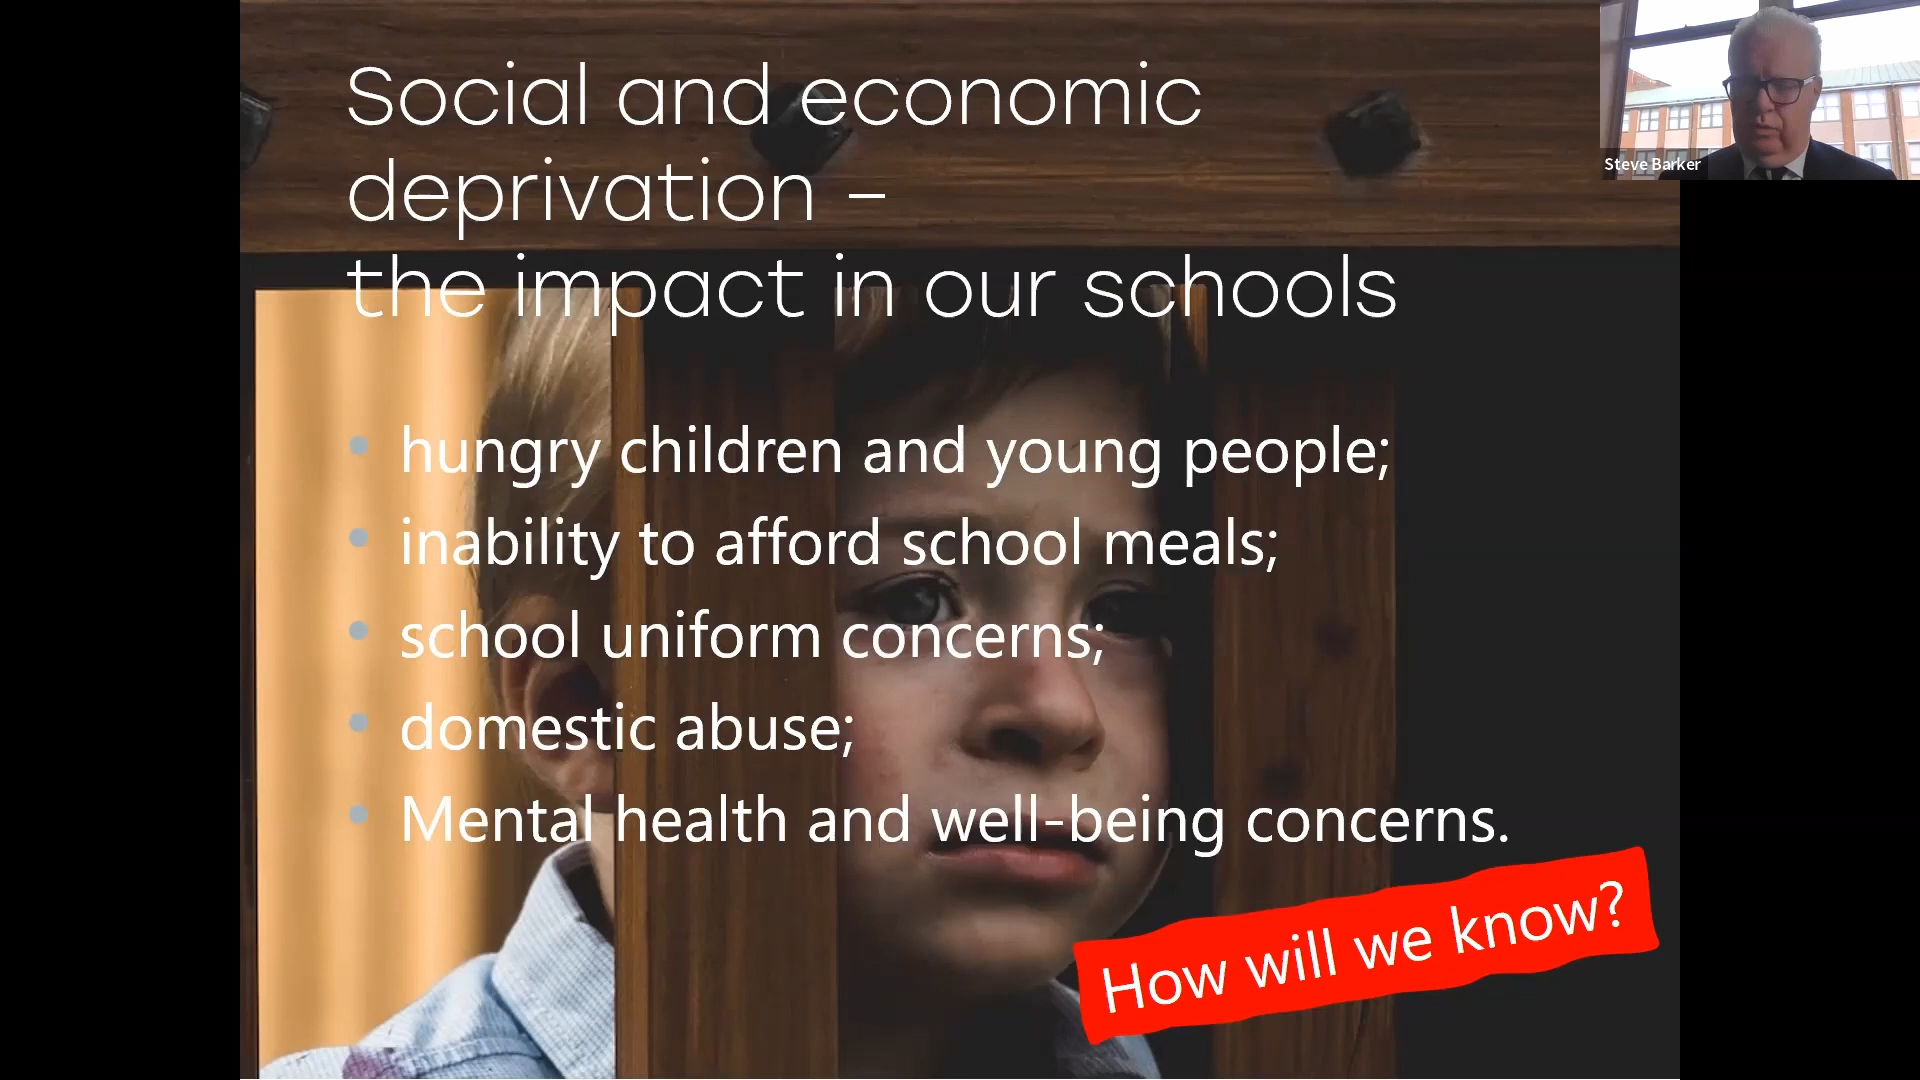 Social and economic
deprivation –
the impact in our schools
Steve Barker
hungry children and young people;
inability to afford school meals;
school uniform concerns;
domestic abuse;
Mental health and well-being concerns.
How will we know?